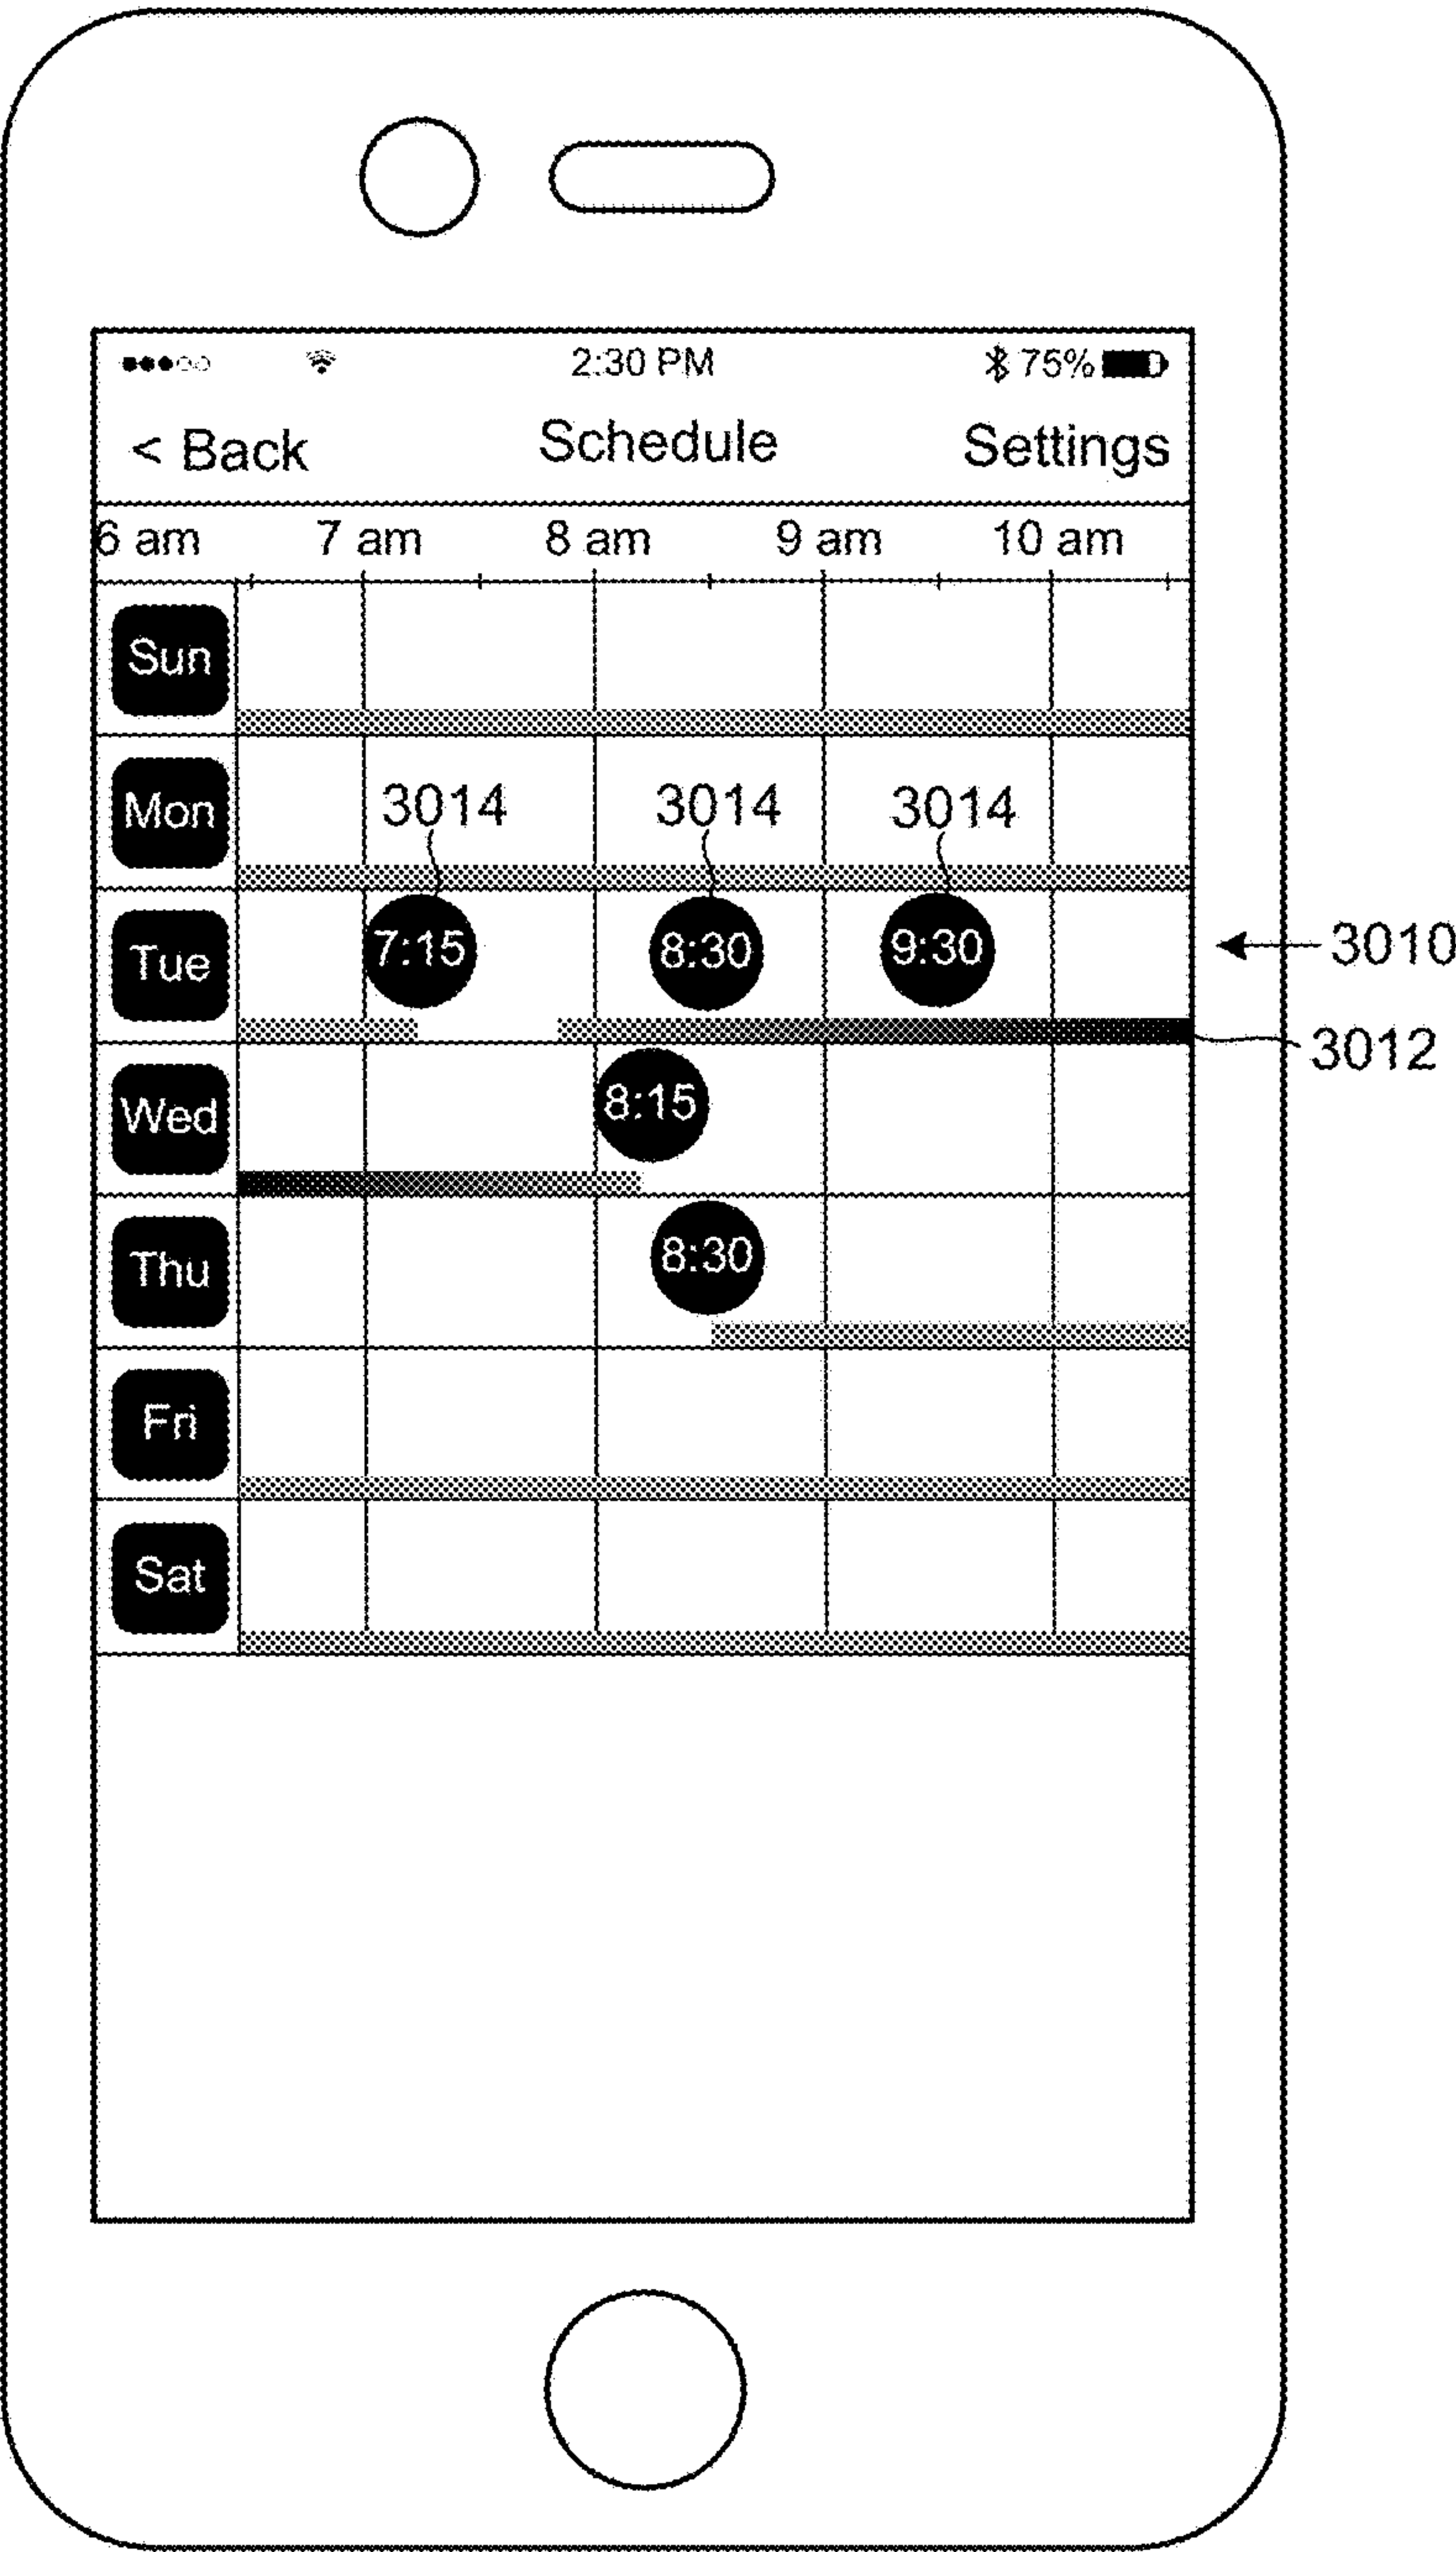 2:30 PM 75%
< Back Schedule Settings
6 am 7 am 8 am 9 am 10 am
Sun
Mon 3014 3014 3014
Tue 7:15 8:30 9:30 3010
3012
Wed 8:15
Thu 8:30
Fri
Sat